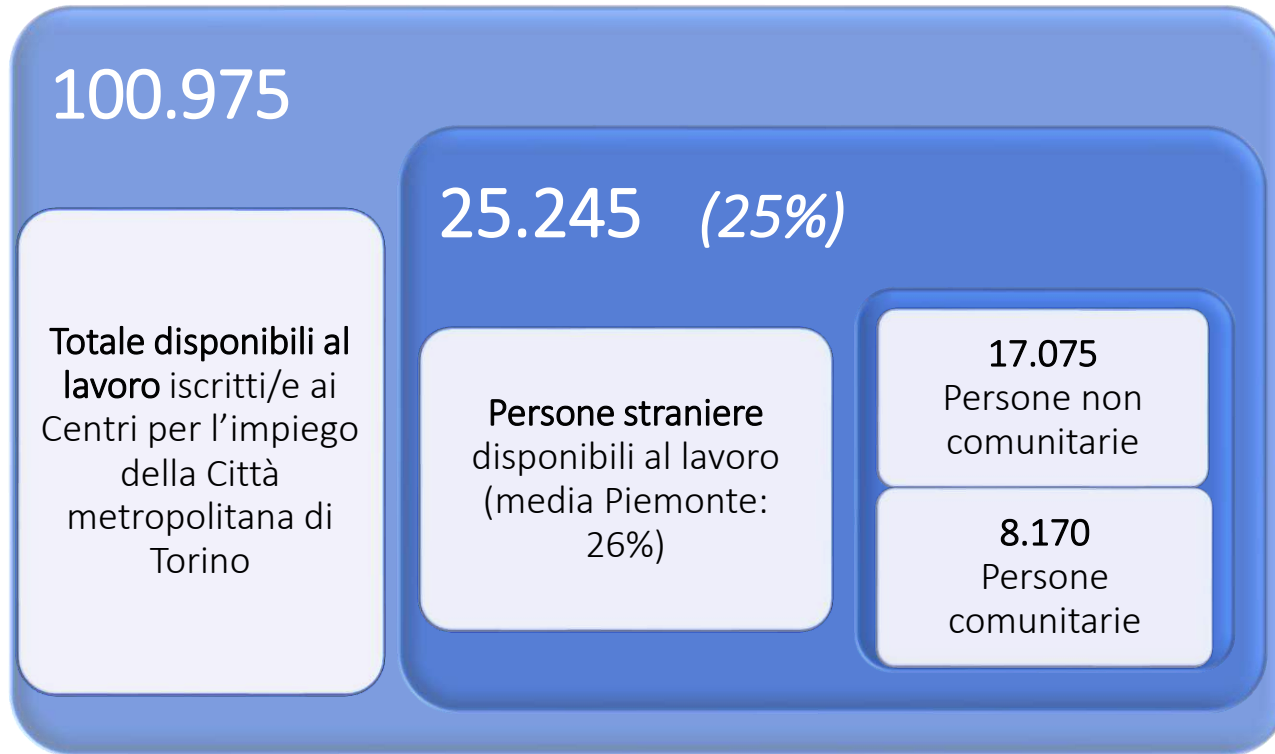 100.975
Totale disponibili al
lavoro iscritti/e ai
Centri per l’impiego
della Città
metropolitana di
Torino
25.245 (25%)
Persone straniere
disponibili al lavoro
(media Piemonte:
26%)
17.075
Persone non
comunitarie
8.170
Persone
comunitarie